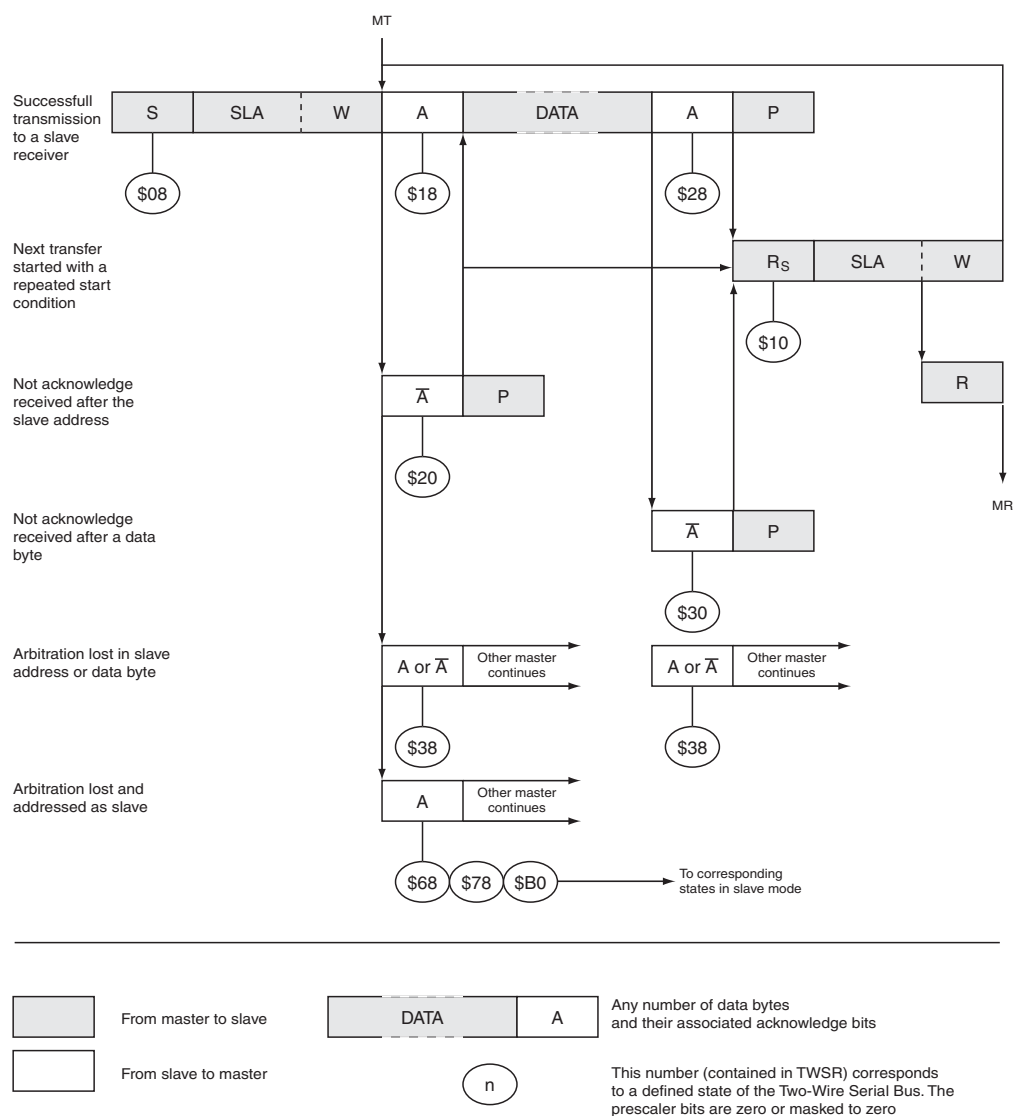 MT
Successfull
transmission
to a slave
receiver
S SLA W A DATA A P
$08 $18 $28
Next transfer
started with a
repeated start
condition
RS SLA W
$10
Not acknowledge
received after the
slave address
A̅ P
R
$20
MR
Not acknowledge
received after a data
byte
A̅ P
$30
Arbitration lost in slave
address or data byte
A or A̅ Other master
continues
A or A̅ Other master
continues
$38 $38
Arbitration lost and
addressed as slave
A Other master
continues
$68 $78 $B0
To corresponding
states in slave mode
From master to slave
DATA A
Any number of data bytes
and their associated acknowledge bits
From slave to master
n
This number (contained in TWSR) corresponds
to a defined state of the Two-Wire Serial Bus. The
prescaler bits are zero or masked to zero